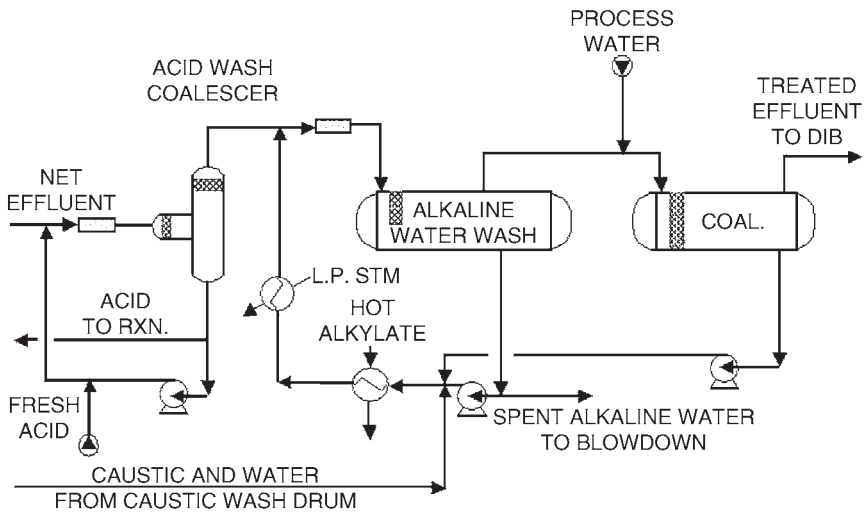 PROCESS
WATER
ACID WASH
COALESCER
TREATED
EFFLUENT
TO DIB
NET
EFFLUENT
ALKALINE
WATER WASH
COAL.
L.P. STM
HOT
ALKYLATE
ACID
TO RXN.
FRESH
ACID
SPENT ALKALINE WATER
TO BLOWDOWN
CAUSTIC AND WATER
FROM CAUSTIC WASH DRUM